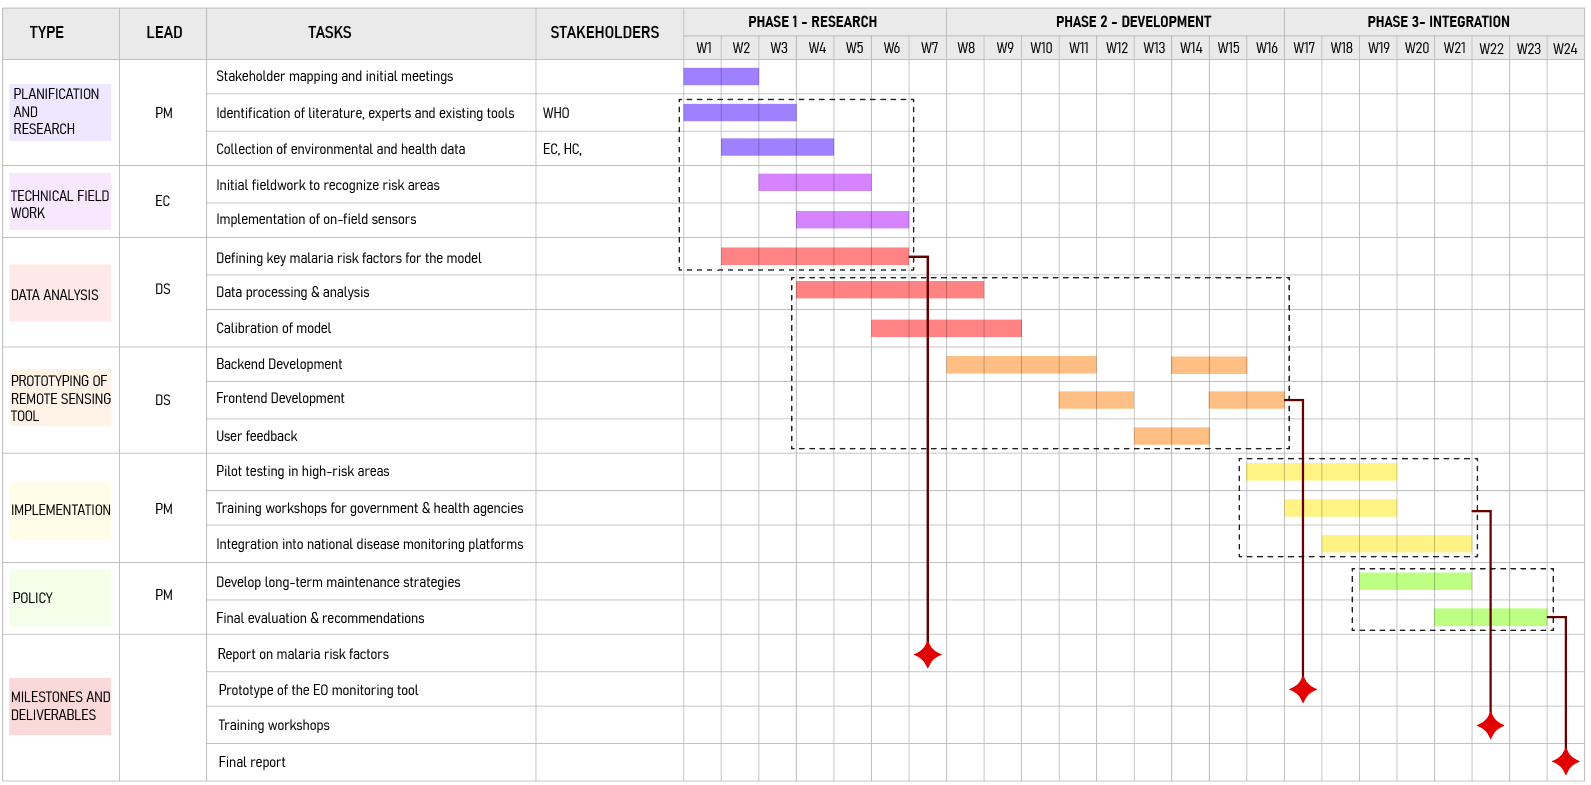 TYPE
LEAD
TASKS
STAKEHOLDERS
PHASE 1 - RESEARCH
PHASE 2 - DEVELOPMENT
PHASE 3- INTEGRATION
W1 W2 W3 W4 W5 W6 W7 W8 W9 W10 W11 W12 W13 W14 W15 W16 W17 W18 W19 W20 W21 W22 W23 W24
PLANIFICATION
AND
RESEARCH
PM
Stakeholder mapping and initial meetings
Identification of literature, experts and existing tools
WHO
Collection of environmental and health data
EC, HC,
TECHNICAL FIELD
WORK
EC
Initial fieldwork to recognize risk areas
Implementation of on-field sensors
DATA ANALYSIS
DS
Defining key malaria risk factors for the model
Data processing & analysis
Calibration of model
PROTOTYPING OF
REMOTE SENSING
TOOL
DS
Backend Development
Frontend Development
User feedback
IMPLEMENTATION
PM
Pilot testing in high-risk areas
Training workshops for government & health agencies
Integration into national disease monitoring platforms
POLICY
PM
Develop long-term maintenance strategies
Final evaluation & recommendations
MILESTONES AND
DELIVERABLES
Report on malaria risk factors
Prototype of the EO monitoring tool
Training workshops
Final report